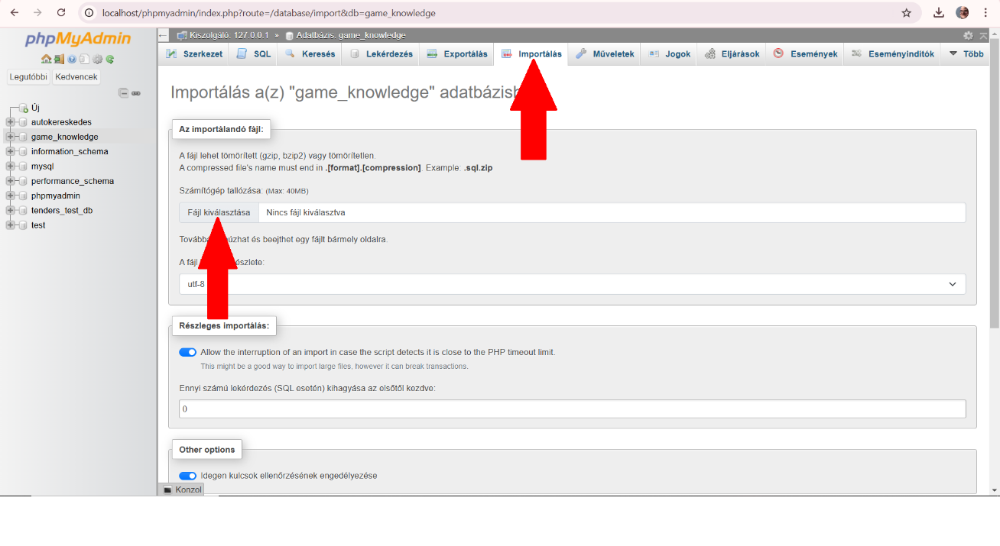 localhost/phpmyadmin/index.php?route=/database/import&db=game_knowledge
phpMyAdmin
Legutóbbi Kedvencek
Új
autokereskedes
game_knowledge
information_schema
mysql
performance_schema
phpmyadmin
tenders_test_db
test
Kiszolgáló: 127.0.0.1 » Adatbázis: game_knowledge
Szerkezet SQL Keresés Lekérdezés Exportálás Importálás Műveletek Jogok Eljárások Események Eseményindítók Több
Importálás a(z) "game_knowledge"
Az importálandó fájl:
A fájl lehet tömörített (gzip, bzip2) vagy tömörítetlen.
A compressed file's name must end in .[format].[compression]. Example: .sql.zip
Számítógép tallózása: (Max: 40MB)
Fájl kiválasztása Nincs fájl kiválasztva
és beejthet egy fájlt bármely oldalra.
A fájl
utf-8
Részleges importálás:
Allow the interruption of an import in case the script detects it is close to the PHP timeout limit.
This might be a good way to import large files, however it can break transactions.
Ennyi számú lekérdezés (SQL esetén) kihagyása az elsőtől kezdve:
0
Other options
Idegen kulcsok ellenőrzésének engedélyezése
Konzol